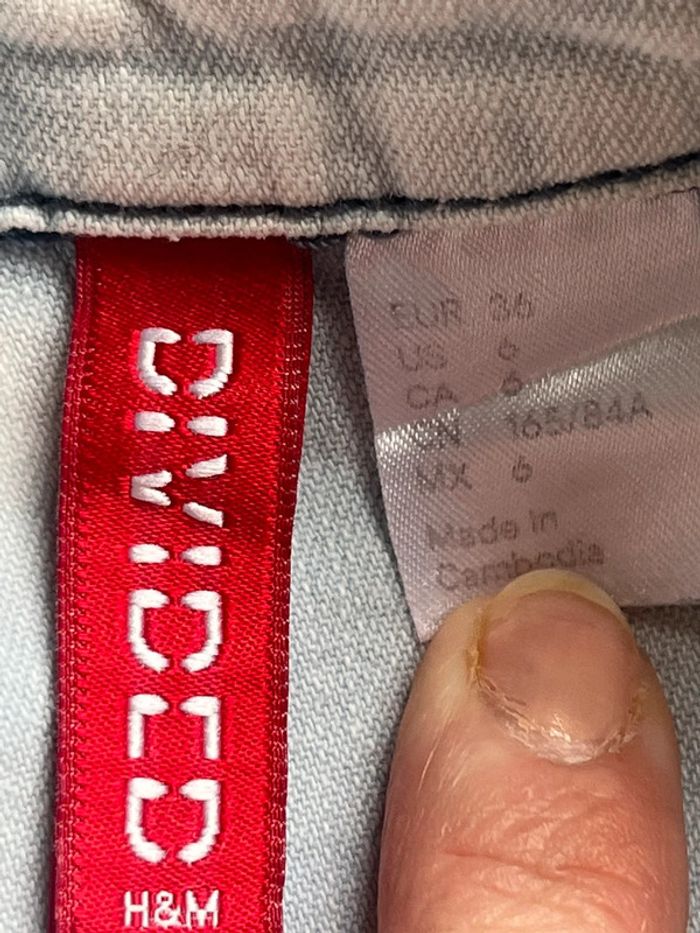 DIVIDED
H&M
EUR 36
US 6
CA 6
CN 165/84A
MX 6
Made in
Cambodia